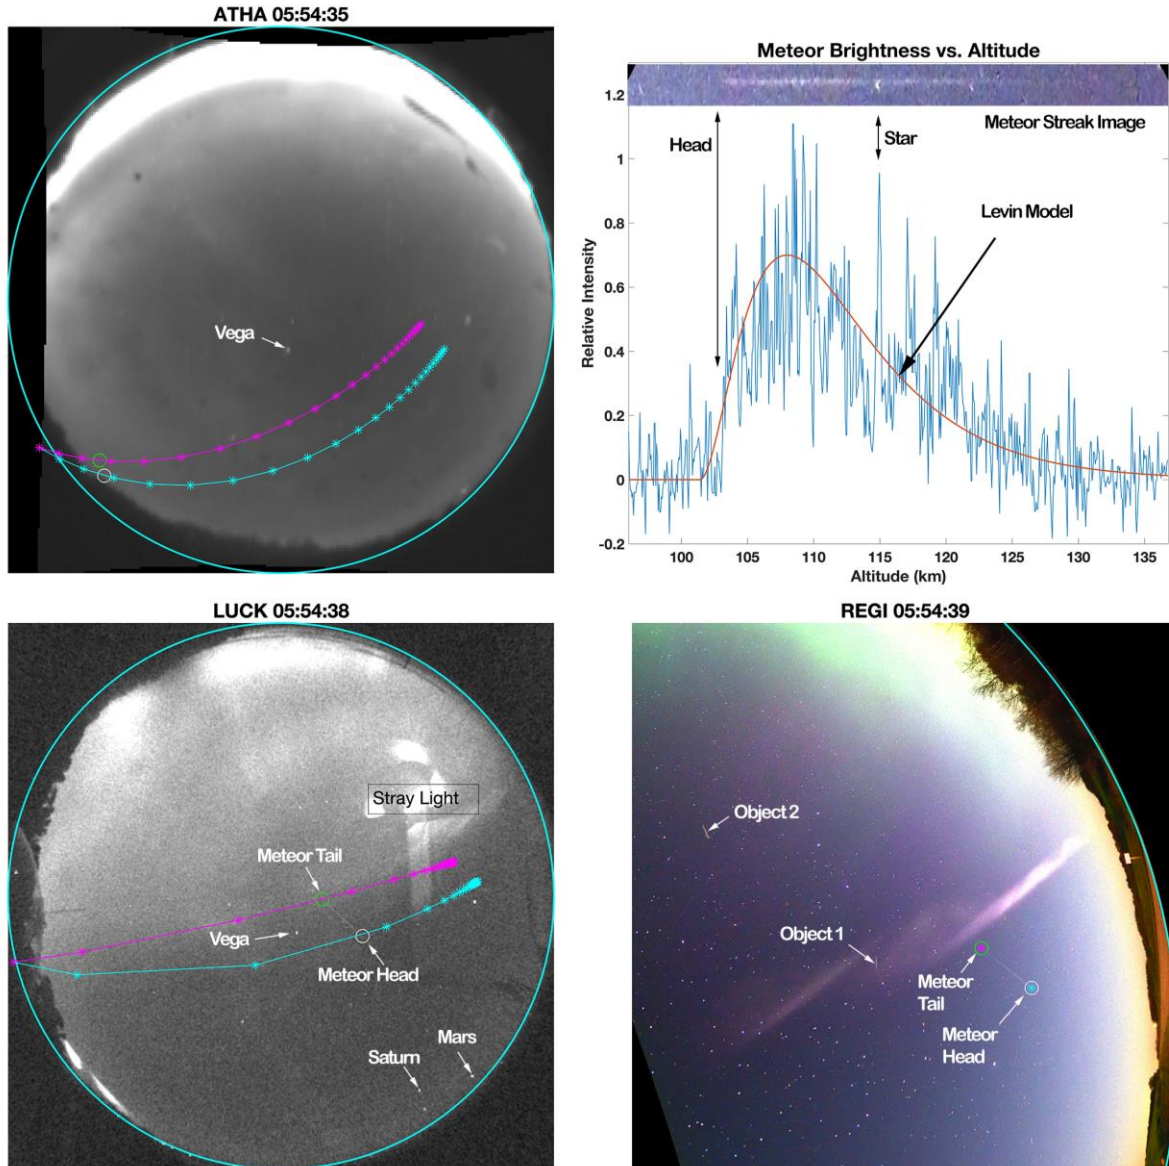 ATHA 05:54:35
Vega
Meteor Brightness vs. Altitude
Meteor Streak Image
Head
Star
Levin Model
Relative Intensity
1.2
1
0.8
0.6
0.4
0.2
0
-0.2
100
105
110
115
120
125
130
135
Altitude (km)
LUCK 05:54:38
Stray Light
Meteor Tail
Vega
Meteor Head
Mars
Saturn
REGI 05:54:39
Object 2
Object 1
Meteor
Tail
Meteor
Head